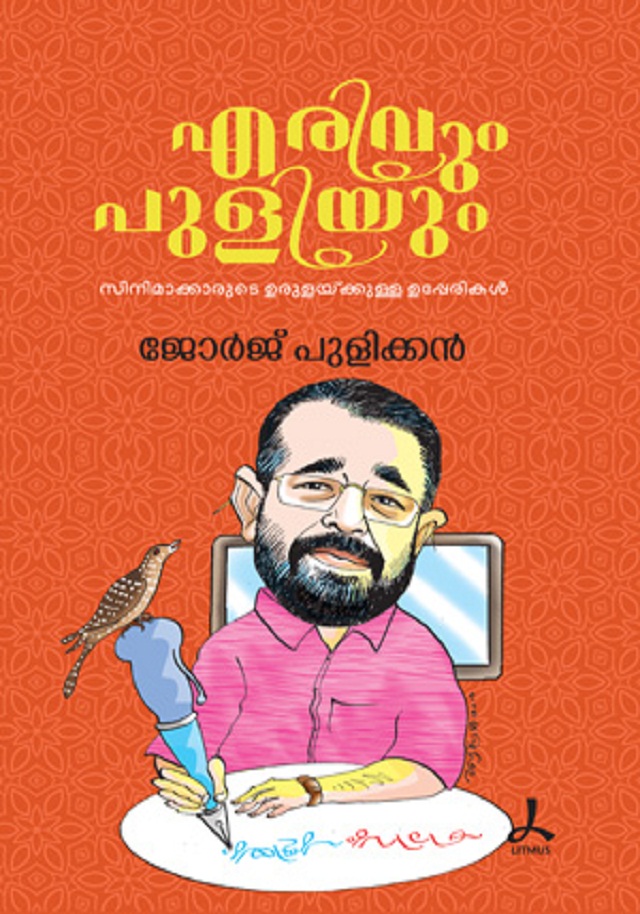 എരിവും
പുളിയും
സിനിമാക്കാരുടെ ഉരുളയ്ക്കുള്ള ഉപ്പേരികൾ
ജോർജ് പുളിക്കൻ
LITMUS